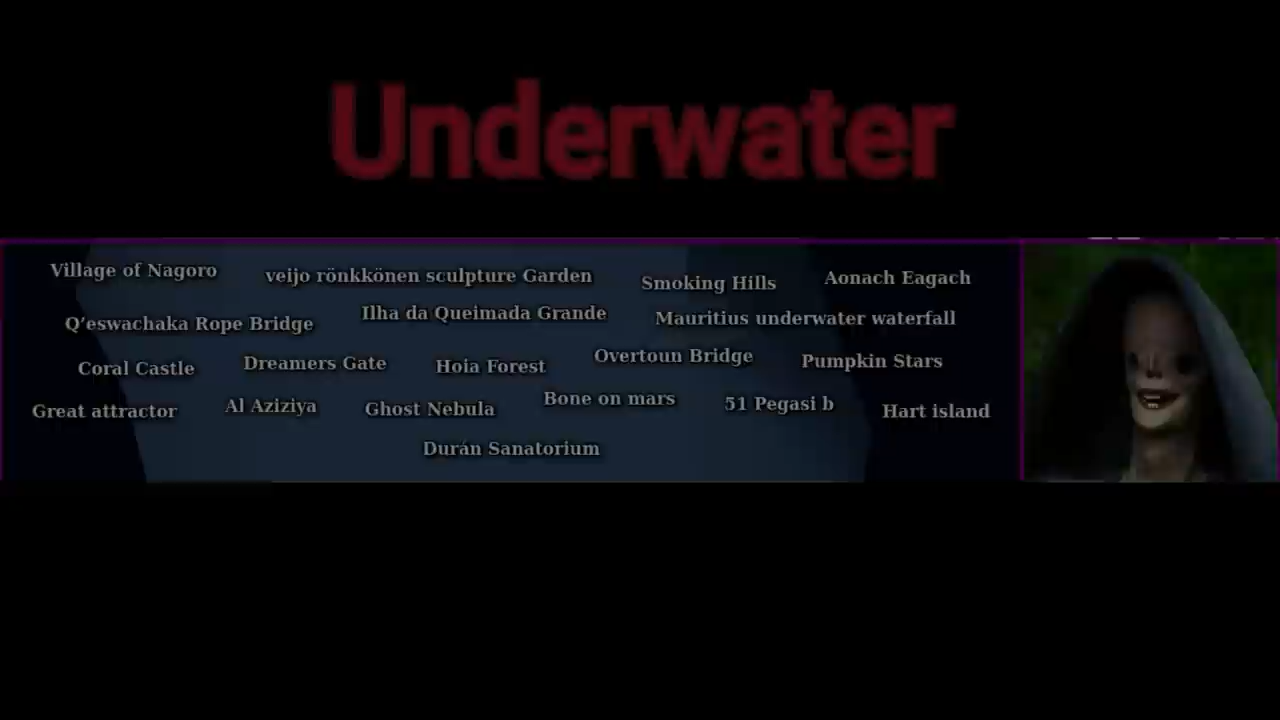 Underwater
Village of Nagoro veijo rönkkönen sculpture Garden Smoking Hills Aonach Eagach
Q’eswachaka Rope Bridge Ilha da Queimada Grande Mauritius underwater waterfall
Coral Castle Dreamers Gate Hoia Forest Overtoun Bridge Pumpkin Stars
Great attractor Al Aziziya Ghost Nebula Bone on mars 51 Pegasi b Hart island
Durán Sanatorium